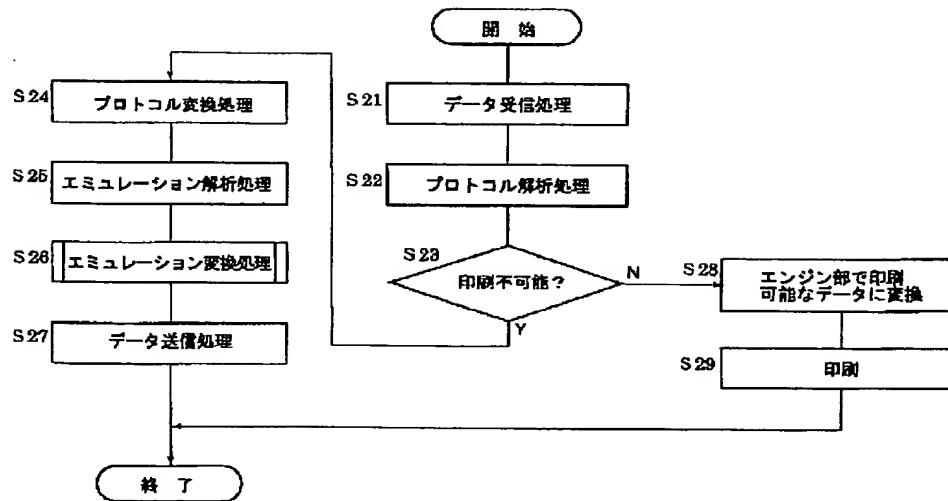 開 始
S21
データ受信処理
S22
プロトコル解析処理
S23
印刷不可能?
Y
N
S24
プロトコル変換処理
S25
エミュレーション解析処理
S26
エミュレーション変換処理
S27
データ送信処理
S28
エンジン部で印刷
可能なデータに変換
S29
印刷
終 了